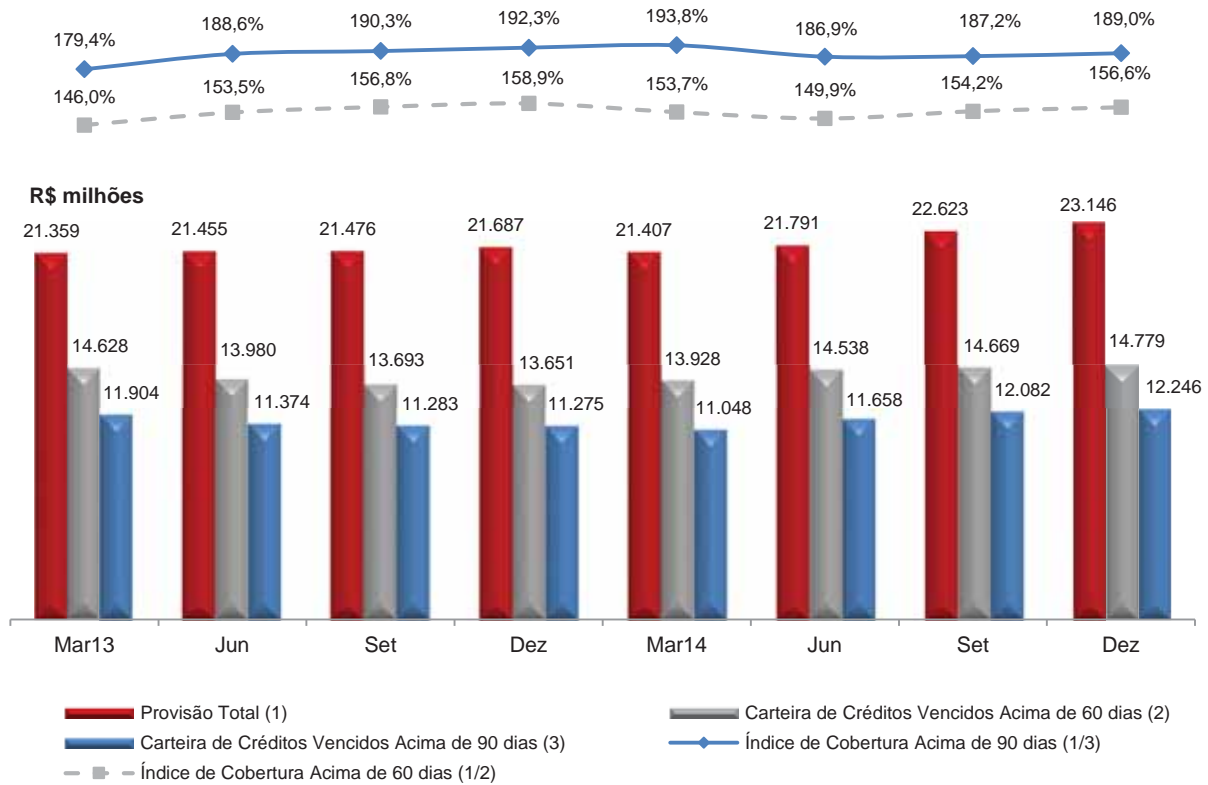 179,4% 188,6% 190,3% 192,3% 193,8% 186,9% 187,2% 189,0%
146,0% 153,5% 156,8% 158,9% 153,7% 149,9% 154,2% 156,6%
R$ milhões
21.359 21.455 21.476 21.687 21.407 21.791 22.623 23.146
14.628 13.980 13.693 13.651 13.928 14.538 14.669 14.779
11.904 11.374 11.283 11.275 11.048 11.658 12.082 12.246
Mar13 Jun Set Dez Mar14 Jun Set Dez
Provisão Total (1) Carteira de Créditos Vencidos Acima de 60 dias (2)
Carteira de Créditos Vencidos Acima de 90 dias (3) Índice de Cobertura Acima de 90 dias (1/3)
Índice de Cobertura Acima de 60 dias (1/2)